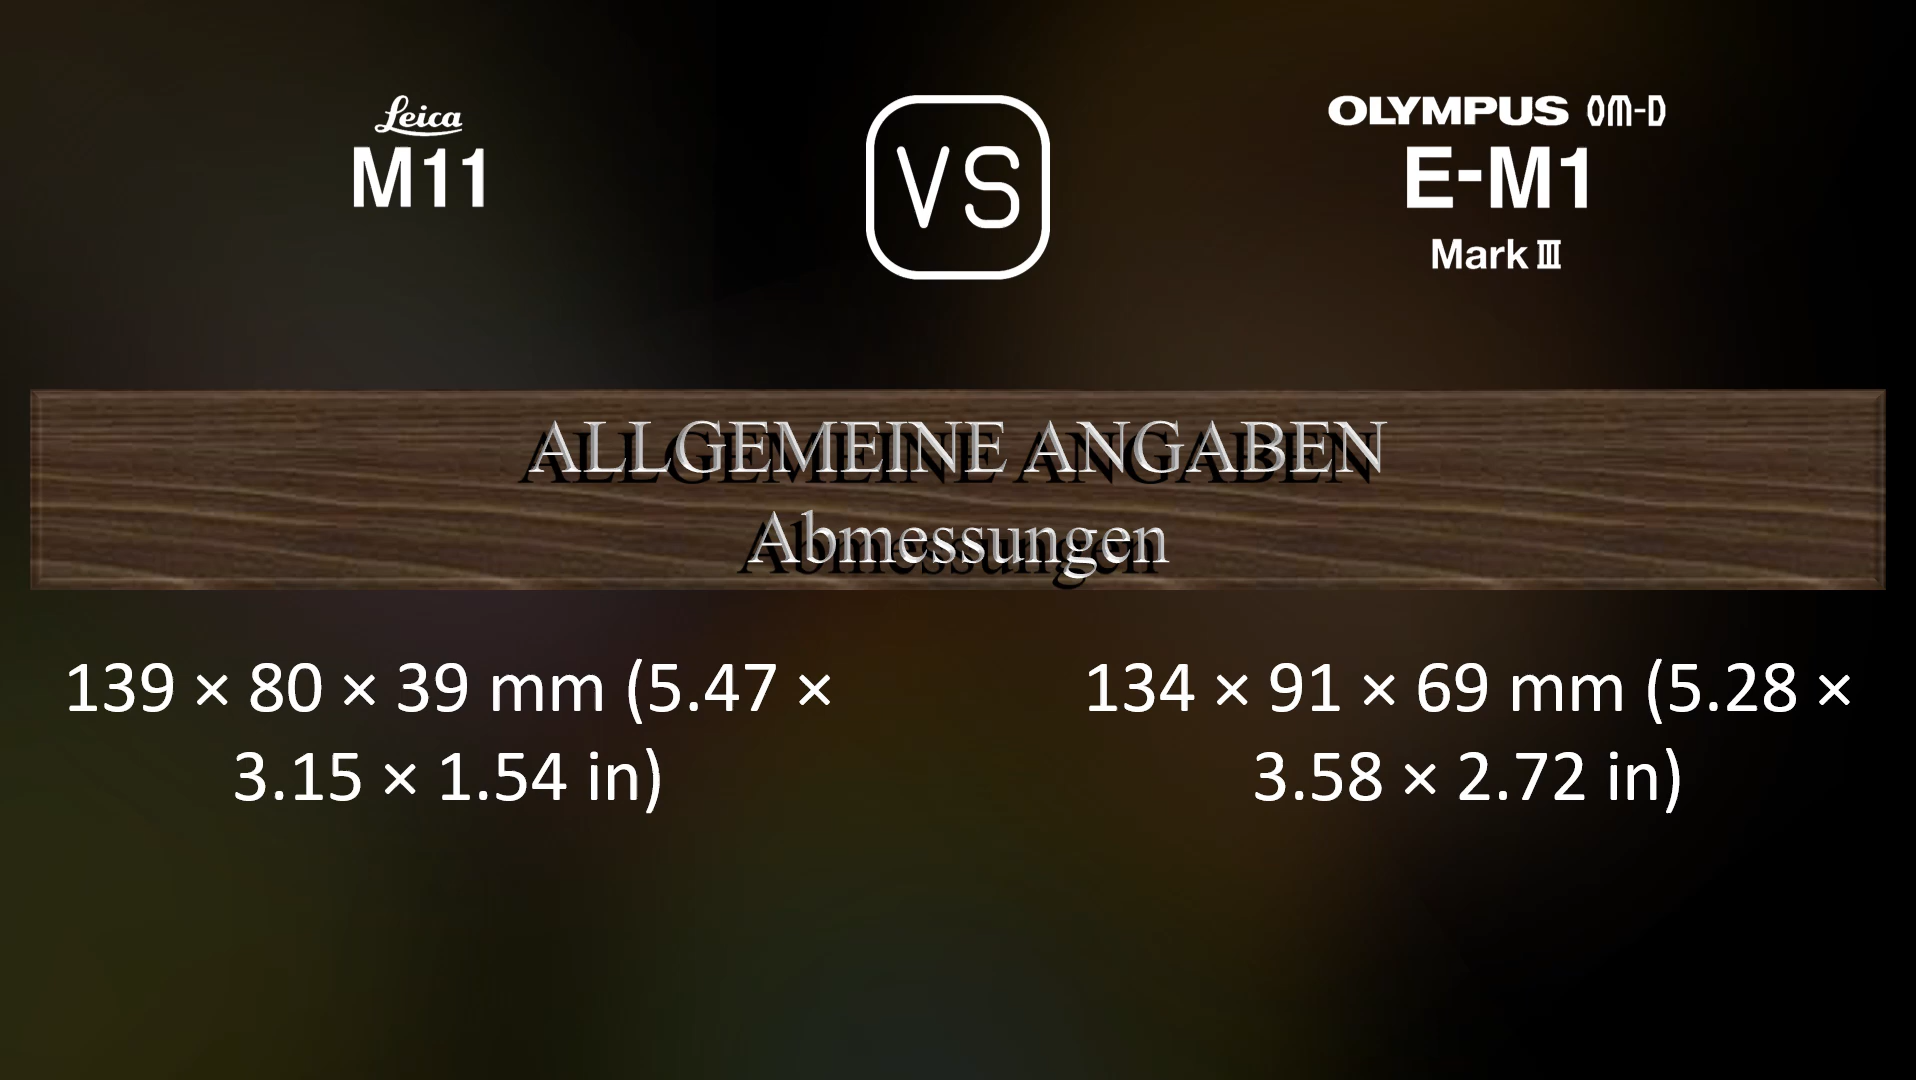 Leica
M11
VS
OLYMPUS OM-D
E-M1
Mark III
ALLGEMEINE ANGABEN
Abmessungen
139 × 80 × 39 mm (5.47 ×
3.15 × 1.54 in)
134 × 91 × 69 mm (5.28 ×
3.58 × 2.72 in)